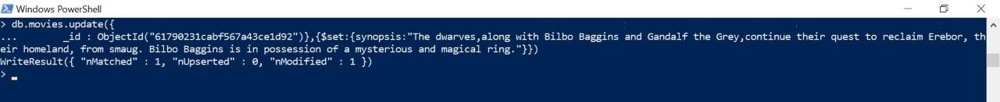 Windows PowerShell
> db.movies.update({
...       _id : ObjectId("61790231cabf567a43ce1d92")},{$set:{synopsis:"The dwarves,along with Bilbo Baggins and Gandalf the Grey,continue their quest to reclaim Erebor, th
eir homeland, from smaug. Bilbo Baggins is in possession of a mysterious and magical ring."}})
WriteResult({ "nMatched" : 1, "nUpserted" : 0, "nModified" : 1 })
>